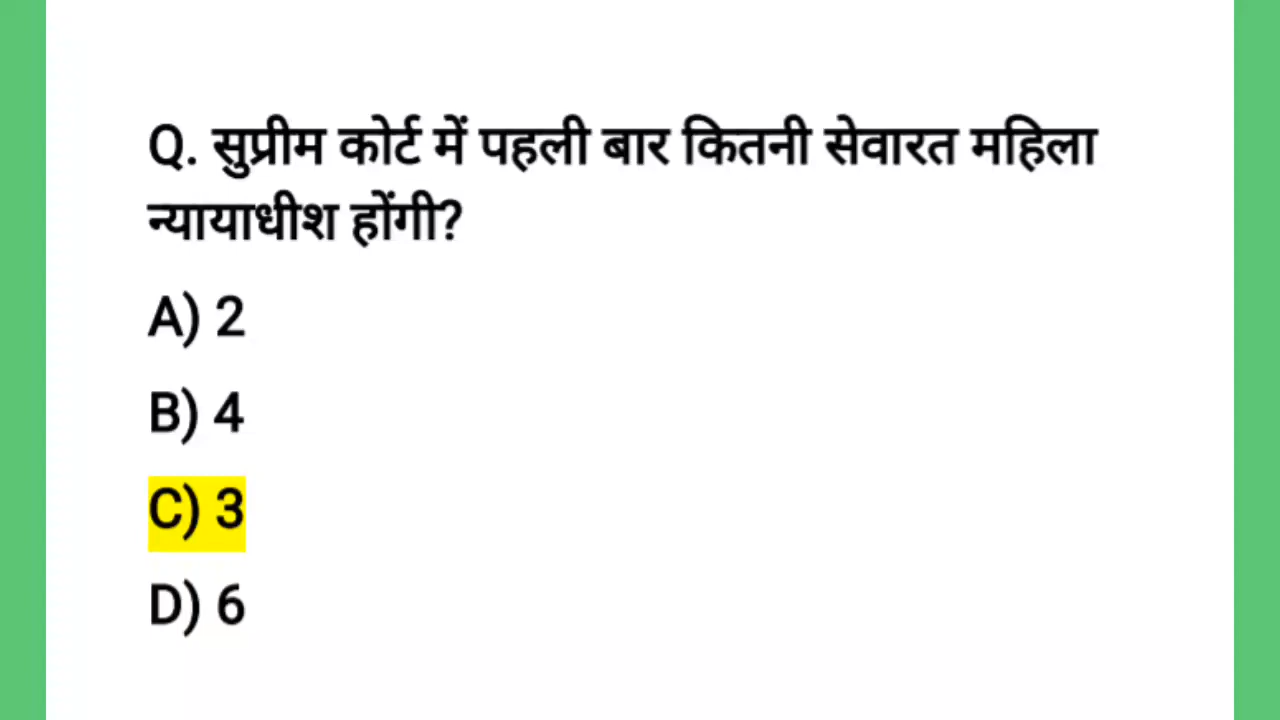 Q. सुप्रीम कोर्ट में पहली बार कितनी सेवारत महिला
न्यायाधीश होंगी?
A) 2
B) 4
C) 3
D) 6